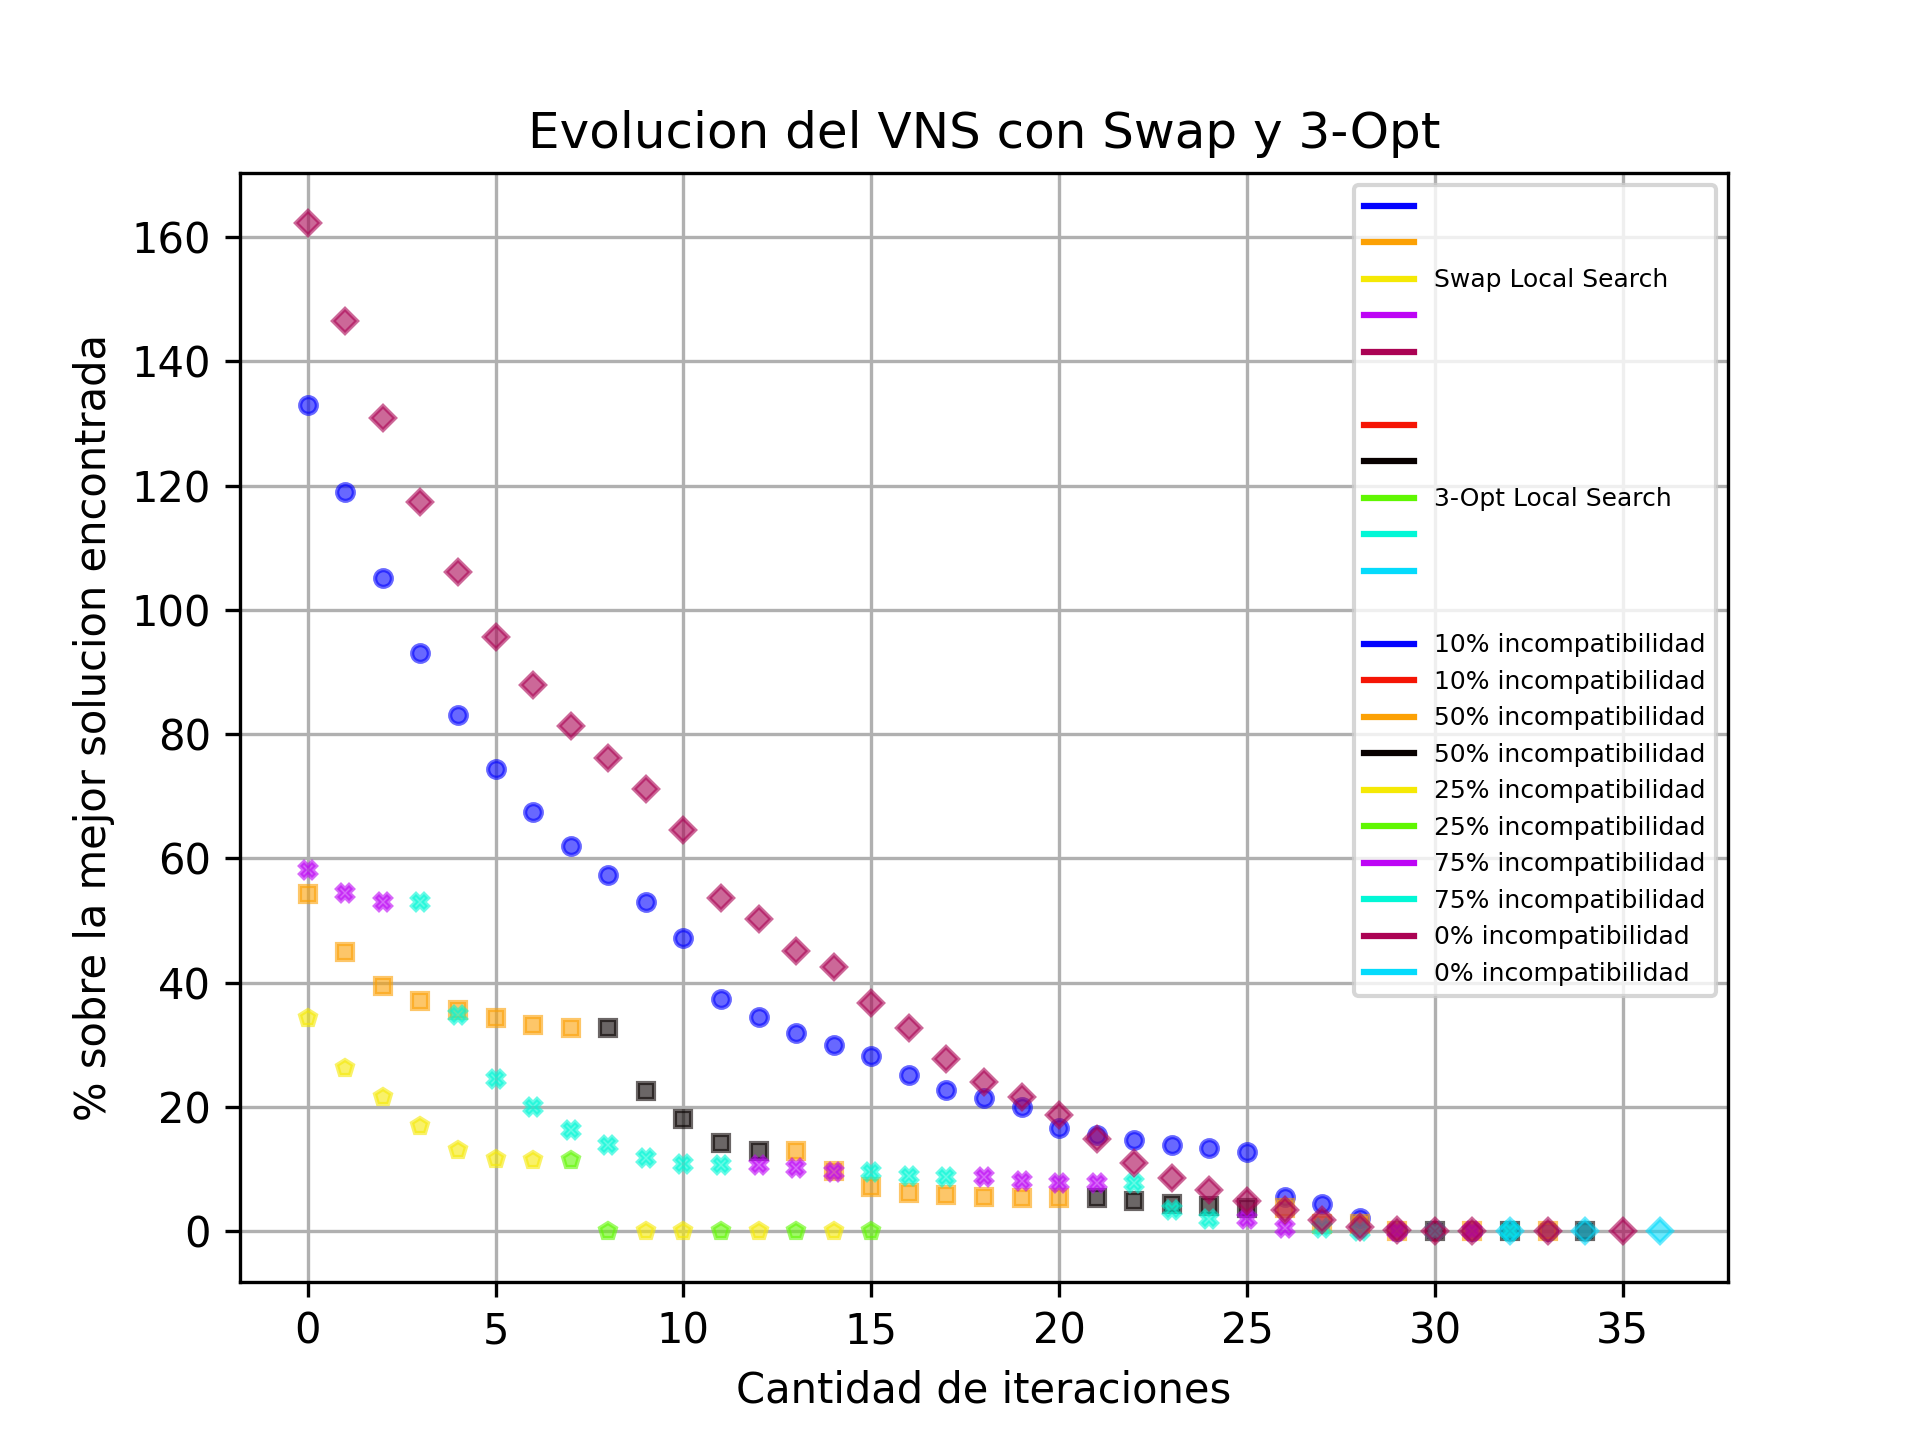 Evolucion del VNS con Swap y 3-Opt
% sobre la mejor solucion encontrada
160
140
120
100
80
60
40
20
0
Swap Local Search
3-Opt Local Search
10% incompatibilidad
10% incompatibilidad
50% incompatibilidad
50% incompatibilidad
25% incompatibilidad
25% incompatibilidad
75% incompatibilidad
75% incompatibilidad
0% incompatibilidad
0% incompatibilidad
0 5 10 15 20 25 30 35
Cantidad de iteraciones